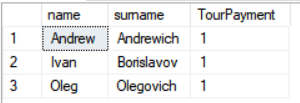 name surname TourPayment
1 Andrew Andrewich 1
2 Ivan Borislavov 1
3 Oleg Olegovich 1